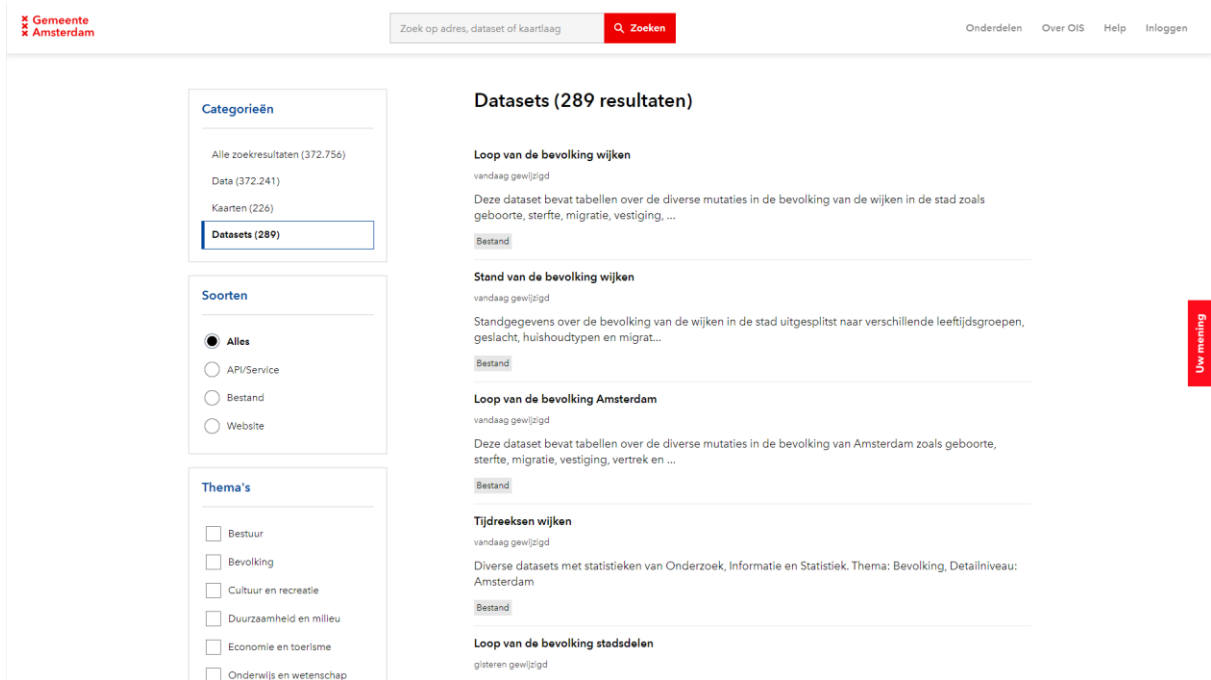 Gemeente
Amsterdam
Zoek op adres, dataset of kaartlaag
Zoeken
Onderdelen Over OIS Help Inloggen
Categorieën
Alle zoekresultaten (372.756)
Data (372.241)
Kaarten (226)
Datasets (289)
Soorten
Alles
API/Service
Bestand
Website
Thema's
Bestuur
Bevolking
Cultuur en recreatie
Duurzaamheid en milieu
Economie en toerisme
Onderwijs en wetenschap
Datasets (289 resultaten)
Loop van de bevolking wijken
vandaag gewijzigd
Deze dataset bevat tabellen over de diverse mutaties in de bevolking van de wijken in de stad zoals
geboorte, sterfte, migratie, vestiging, ...
Bestand
Stand van de bevolking wijken
vandaag gewijzigd
Standgegevens over de bevolking van de wijken in de stad uitgesplitst naar verschillende leeftijdsgroepen,
geslacht, huishoudtypen en migrat...
Bestand
Loop van de bevolking Amsterdam
vandaag gewijzigd
Deze dataset bevat tabellen over de diverse mutaties in de bevolking van Amsterdam zoals geboorte,
sterfte, migratie, vestiging, vertrek en ...
Bestand
Tijdreeksen wijken
vandaag gewijzigd
Diverse datasets met statistieken van Onderzoek, Informatie en Statistiek. Thema: Bevolking, Detailniveau:
Amsterdam
Bestand
Loop van de bevolking stadsdelen
gisteren gewijzigd
Uw mening